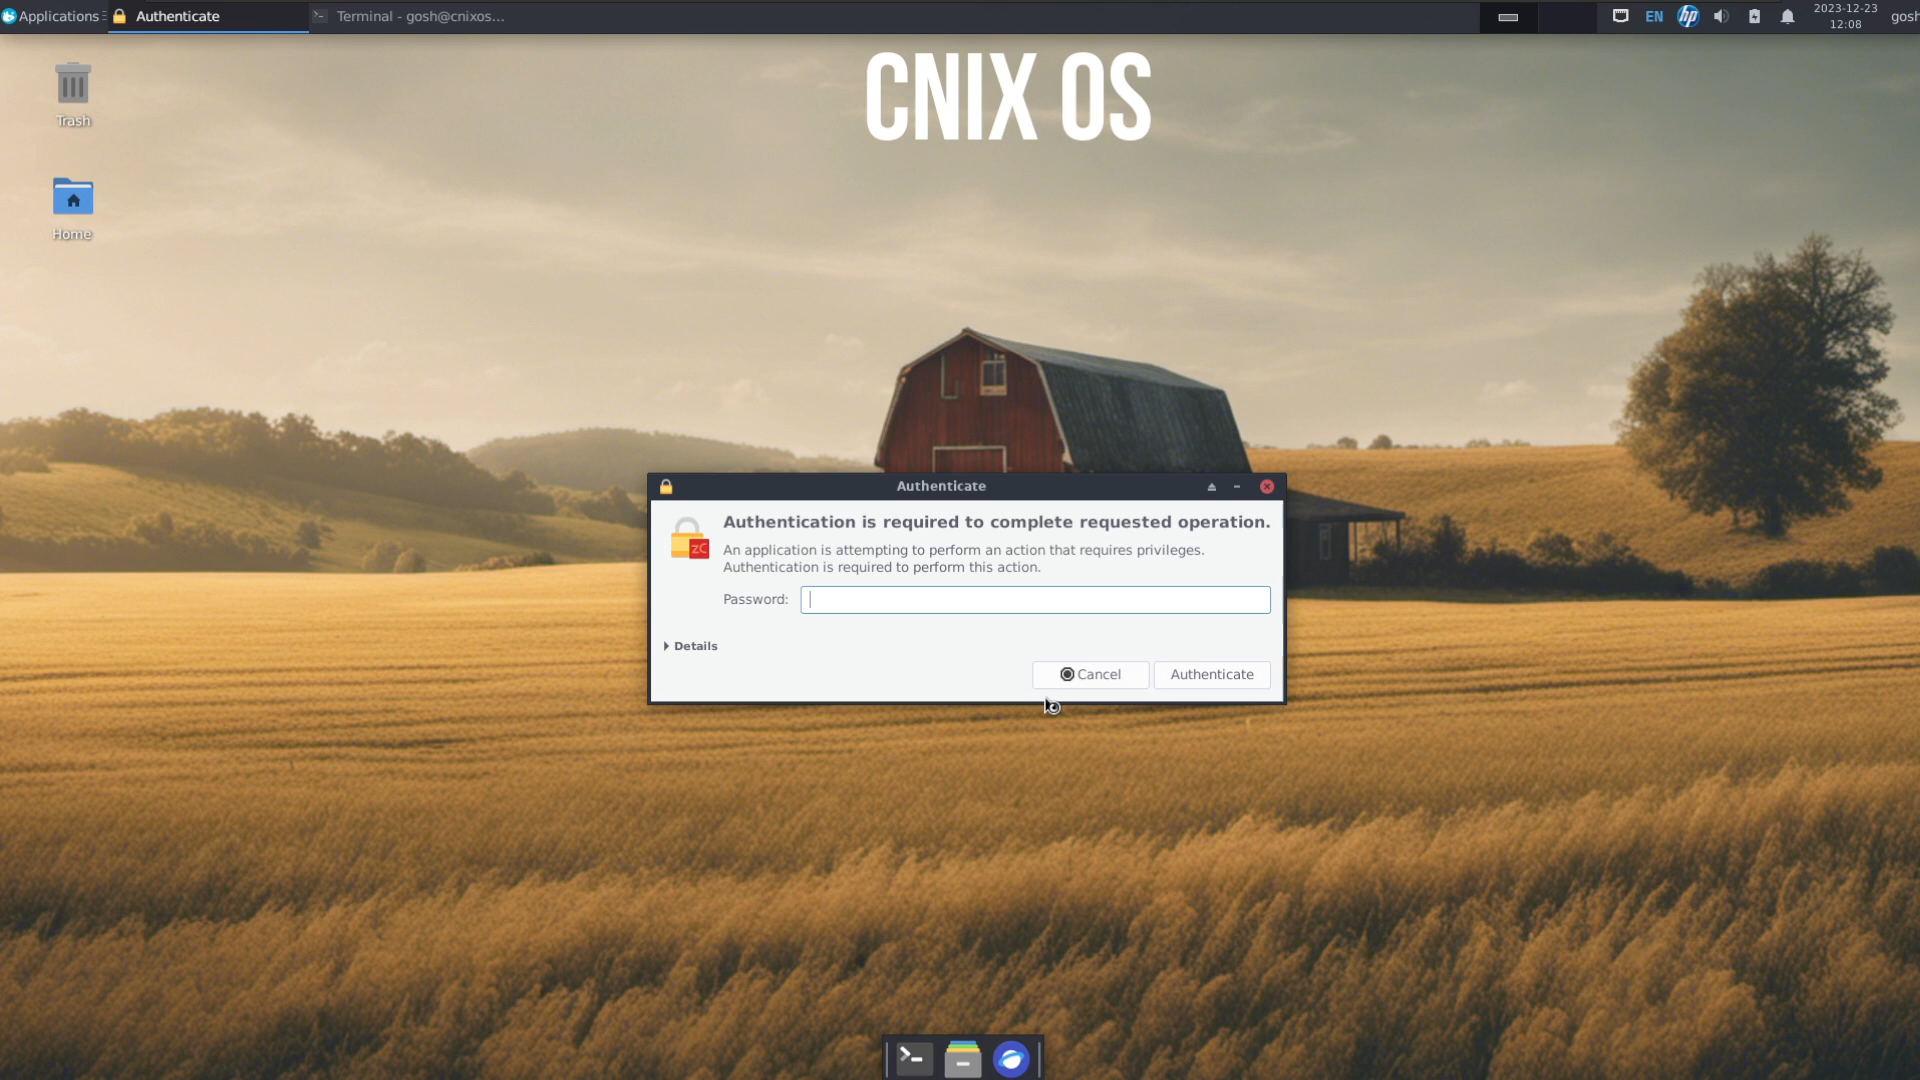 Applications
Authenticate
Terminal - gosh@cnixos...
EN
hp
2023-12-23
12:08
gosh
CNIX OS
Trash
Home
Authenticate
Authentication is required to complete requested operation.
An application is attempting to perform an action that requires privileges.
Authentication is required to perform this action.
ZC
Password:
Details
Cancel
Authenticate